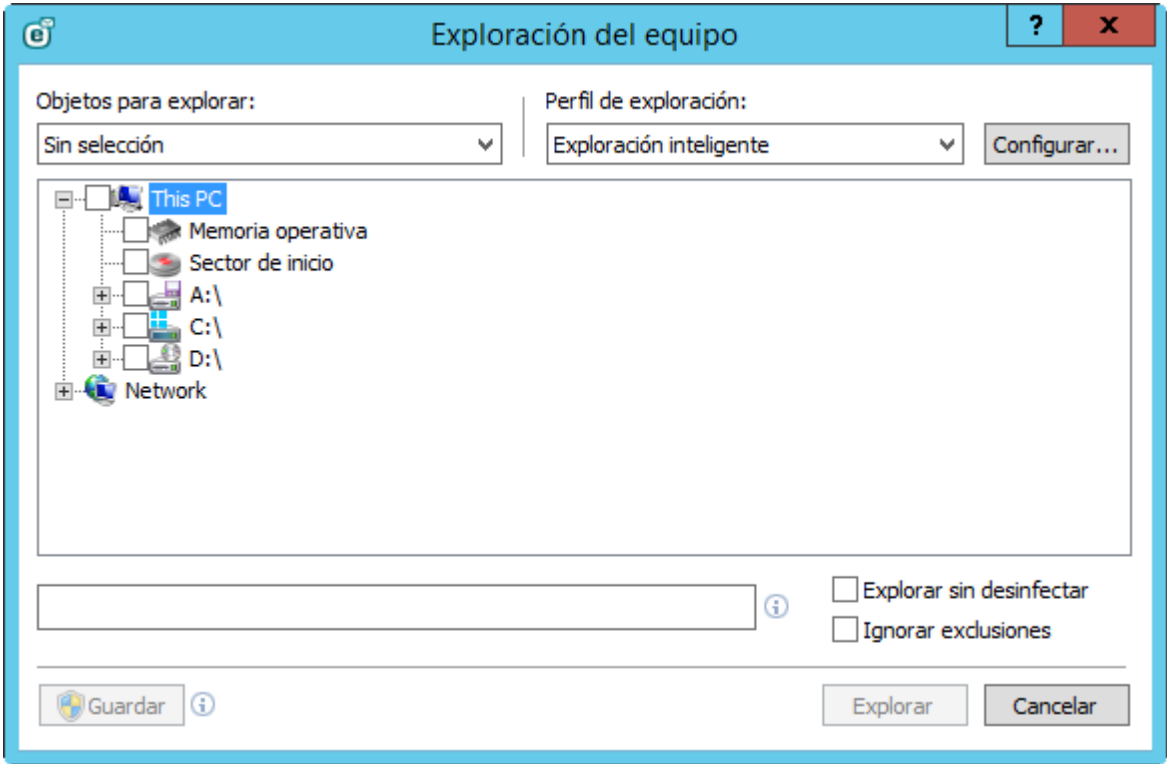 Exploración del equipo
? x
Objetos para explorar:
Perfil de exploración:
Sin selección
Exploración inteligente
Configurar...
This PC
Memoria operativa
Sector de inicio
A:\
C:\
D:\
Network
Explorar sin desinfectar
Ignorar exclusiones
Guardar
Explorar
Cancelar